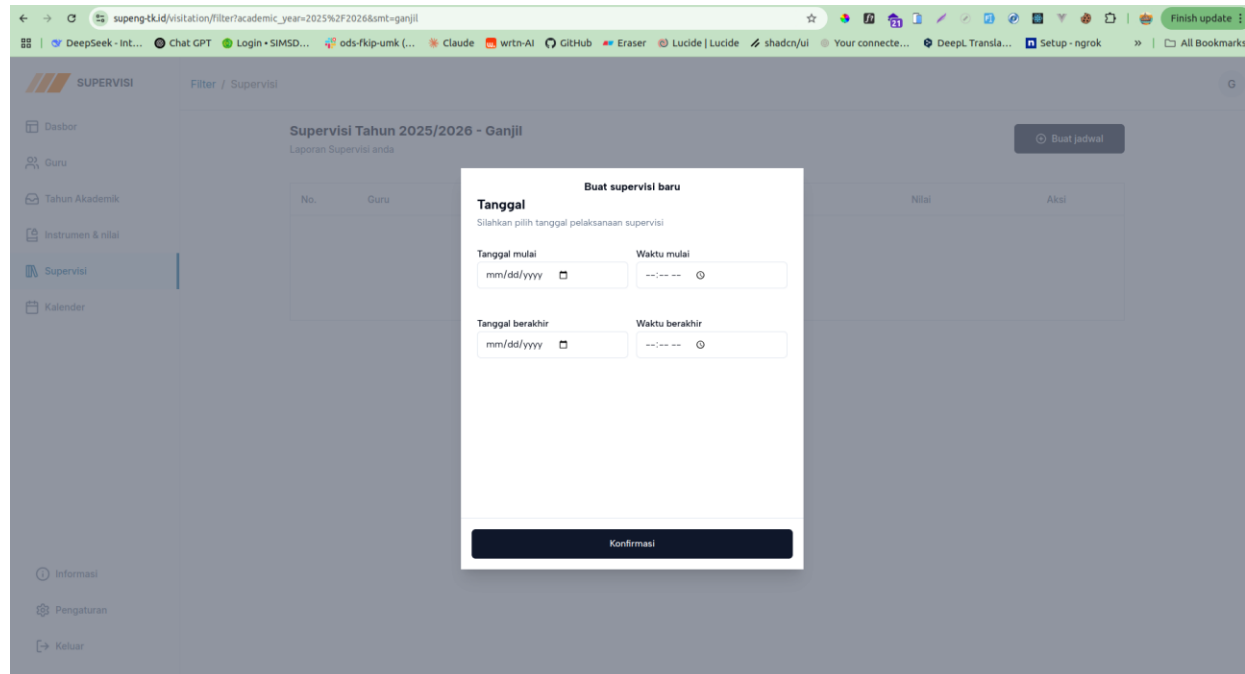 supeng-tk.id/visitation/filter?academic_year=2025%2F2026&smt=ganjil
21
Finish update
DeepSeek - Int... Chat GPT Login • SIMSD... ods-fkip-umk (... Claude wrtn-AI GitHub Eraser Lucide | Lucide shadcn/ui Your connecte... DeepL Transla... Setup - ngrok » All Bookmarks
SUPERVISI
Filter / Supervisi
G
Dasbor
Guru
Tahun Akademik
Instrumen & nilai
Supervisi
Kalender
Informasi
Pengaturan
Keluar
Supervisi Tahun 2025/2026 - Ganjil
Laporan Supervisi anda
Buat jadwal
No. Guru Nilai Aksi
Buat supervisi baru
Tanggal
Silahkan pilih tanggal pelaksanaan supervisi
Tanggal mulai Waktu mulai
mm/dd/yyyy --:-- --
Tanggal berakhir Waktu berakhir
mm/dd/yyyy --:-- --
Konfirmasi